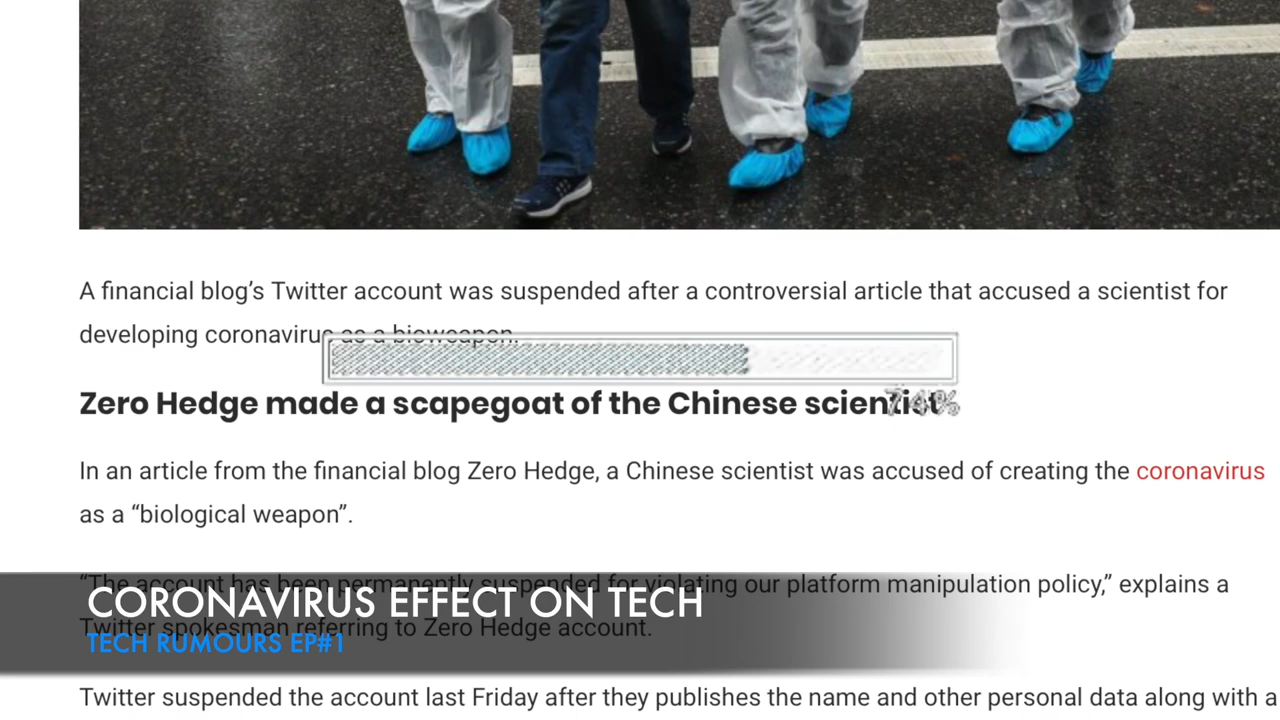 A financial blog’s Twitter account was suspended after a controversial article that accused a scientist for
developing coronavirus as a bioweapon.
74%
Zero Hedge made a scapegoat of the Chinese scientist
In an article from the financial blog Zero Hedge, a Chinese scientist was accused of creating the coronavirus
as a “biological weapon”.
“The account has been permanently suspended for violating our platform manipulation policy,” explains a
CORONAVIRUS EFFECT ON TECH
Twitter spokesman referring to Zero Hedge account.
TECH RUMOURS EP#1
Twitter suspended the account last Friday after they publishes the name and other personal data along with a